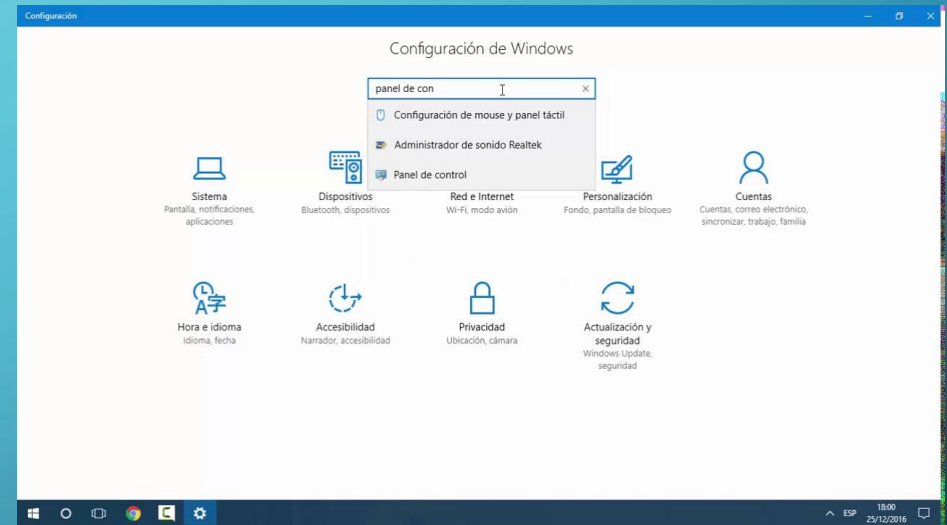 Configuración
Configuración de Windows
panel de con
Configuración de mouse y panel táctil
Administrador de sonido Realtek
Panel de control
Sistema
Pantalla, notificaciones,
aplicaciones
Dispositivos
Bluetooth, dispositivos
Red e Internet
Wi-Fi, modo avión
Personalización
Fondo, pantalla de bloqueo
Cuentas
Cuentas, correo electrónico,
sincronizar, trabajo, familia
Hora e idioma
Idioma, fecha
Accesibilidad
Narrador, accesibilidad
Privacidad
Ubicación, cámara
Actualización y
seguridad
Windows Update,
seguridad
ESP
18:00
25/12/2016